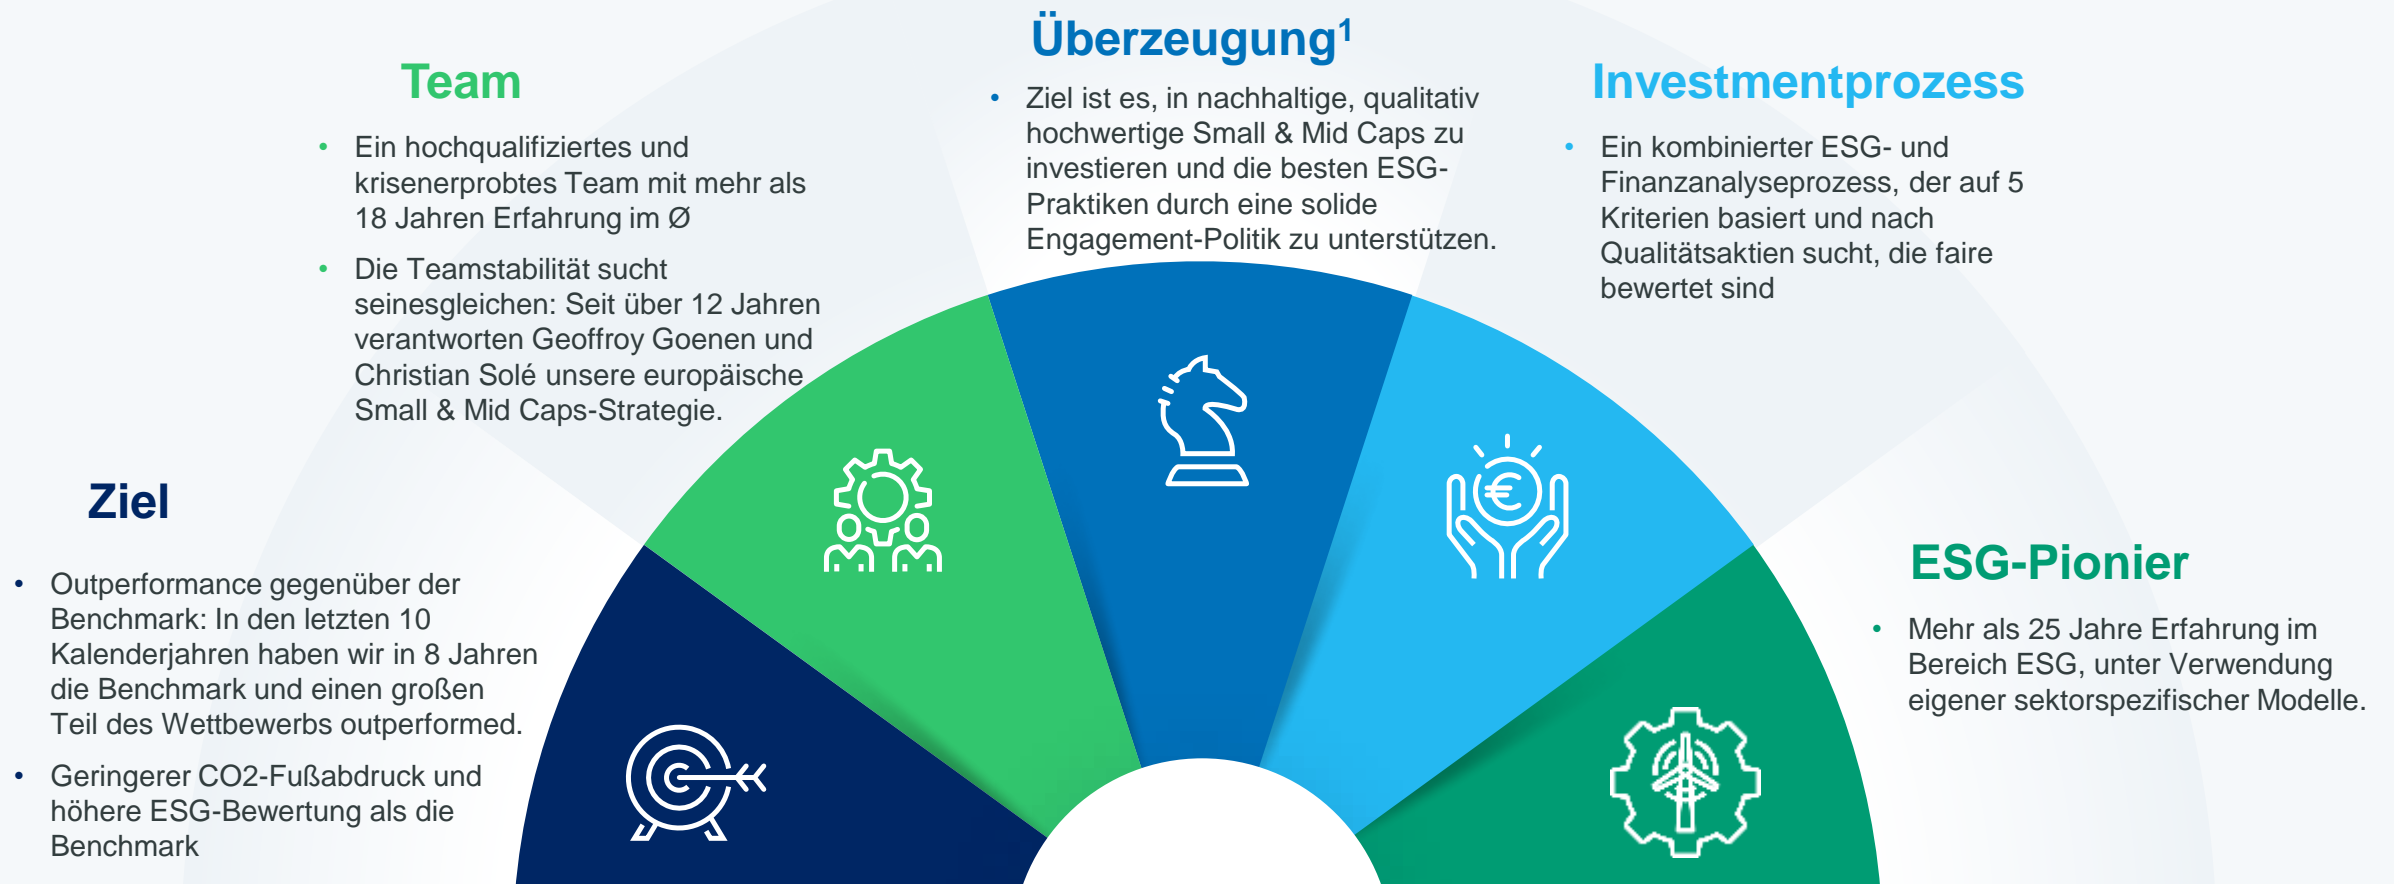 Ziel
• Outperformance gegenüber der
Benchmark: In den letzten 10
Kalenderjahren haben wir in 8 Jahren
die Benchmark und einen großen
Teil des Wettbewerbs outperformed.
• Geringerer CO2-Fußabdruck und
höhere ESG-Bewertung als die
Benchmark
Team
• Ein hochqualifiziertes und
krisenerprobtes Team mit mehr als
18 Jahren Erfahrung im Ø
• Die Teamstabilität sucht
seinesgleichen: Seit über 12 Jahren
verantworten Geoffroy Goenen und
Christian Solé unsere europäische
Small & Mid Caps-Strategie.
Überzeugung¹
• Ziel ist es, in nachhaltige, qualitativ
hochwertige Small & Mid Caps zu
investieren und die besten ESG-
Praktiken durch eine solide
Engagement-Politik zu unterstützen.
Investmentprozess
• Ein kombinierter ESG- und
Finanzanalyseprozess, der auf 5
Kriterien basiert und nach
Qualitätsaktien sucht, die faire
bewertet sind
€
ESG-Pionier
• Mehr als 25 Jahre Erfahrung im
Bereich ESG, unter Verwendung
eigener sektorspezifischer Modelle.